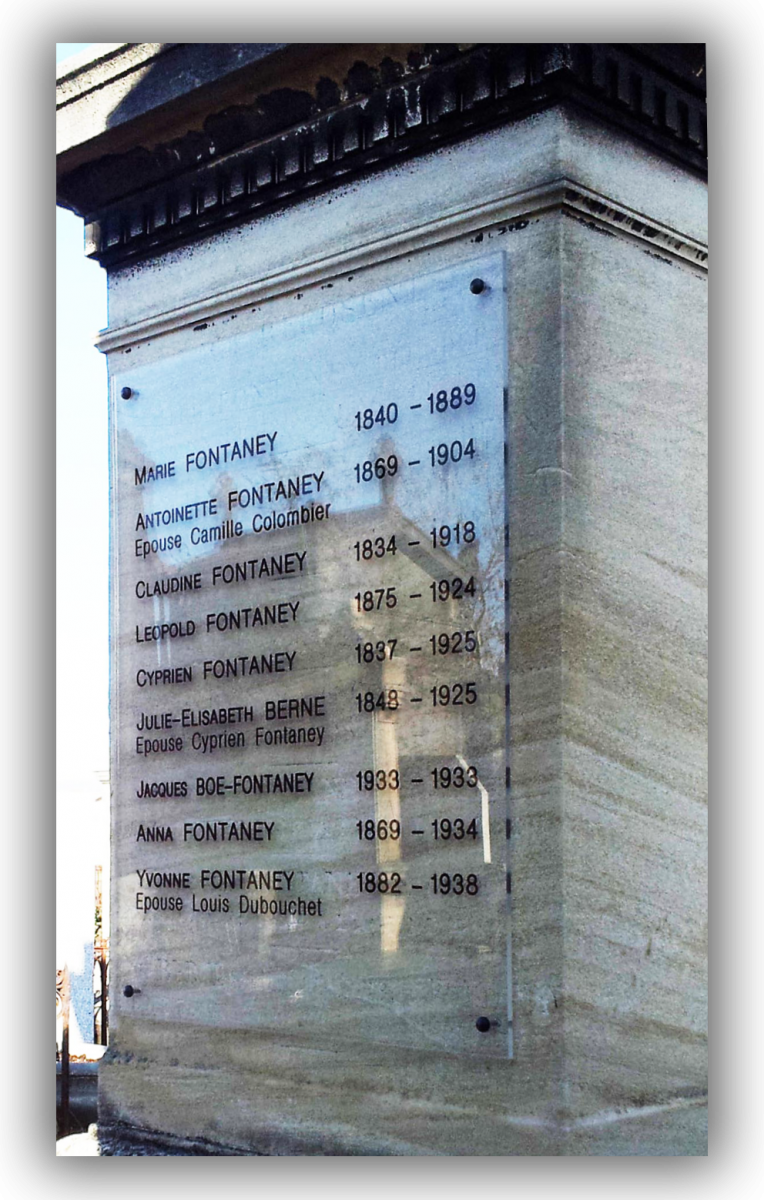 MARIE FONTANEY 1840 - 1889
ANTOINETTE FONTANEY 1869 - 1904
Epouse Camille Colombier
CLAUDINE FONTANEY 1834 - 1918
LEOPOLD FONTANEY 1875 - 1924
CYPRIEN FONTANEY 1837 - 1925
JULIE-ELISABETH BERNE 1848 - 1925
Epouse Cyprien Fontaney
JACQUES BOE-FONTANEY 1933 - 1933
ANNA FONTANEY 1869 - 1934
YVONNE FONTANEY 1882 - 1938
Epouse Louis Dubouchet